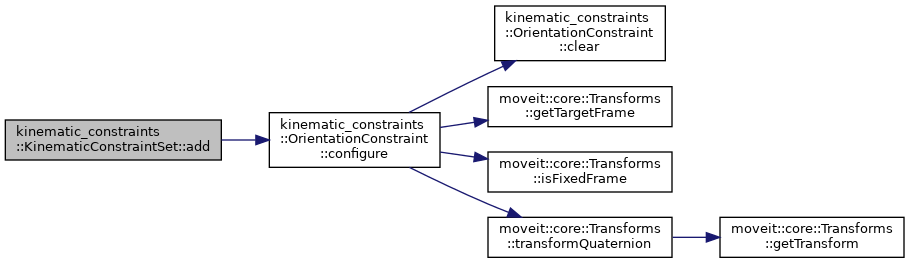 kinematic_constraints
::KinematicConstraintSet::add
kinematic_constraints
::OrientationConstraint
::configure
kinematic_constraints
::OrientationConstraint
::clear
moveit::core::Transforms
::getTargetFrame
moveit::core::Transforms
::isFixedFrame
moveit::core::Transforms
::transformQuaternion
moveit::core::Transforms
::getTransform